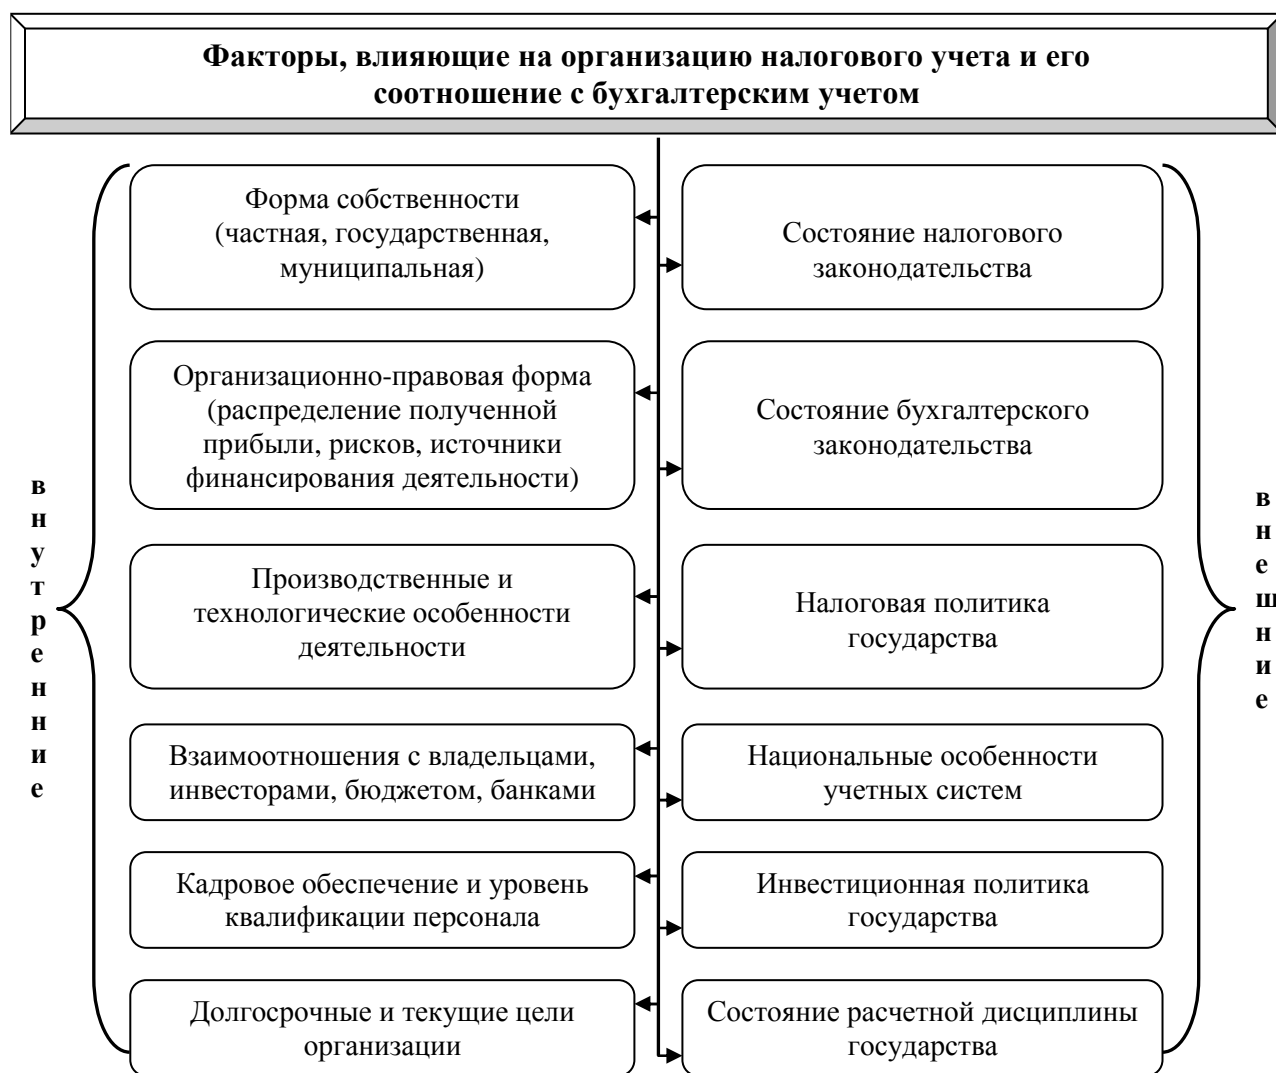 Факторы, влияющие на организацию налогового учета и его
соотношение с бухгалтерским учетом
внутренние
Форма собственности
(частная, государственная,
муниципальная)
Организационно-правовая форма
(распределение полученной
прибыли, рисков, источники
финансирования деятельности)
Производственные и
технологические особенности
деятельности
Взаимоотношения с владельцами,
инвесторами, бюджетом, банками
Кадровое обеспечение и уровень
квалификации персонала
Долгосрочные и текущие цели
организации
Состояние налогового
законодательства
Состояние бухгалтерского
законодательства
Налоговая политика
государства
Национальные особенности
учетных систем
Инвестиционная политика
государства
Состояние расчетной дисциплины
государства
внешние